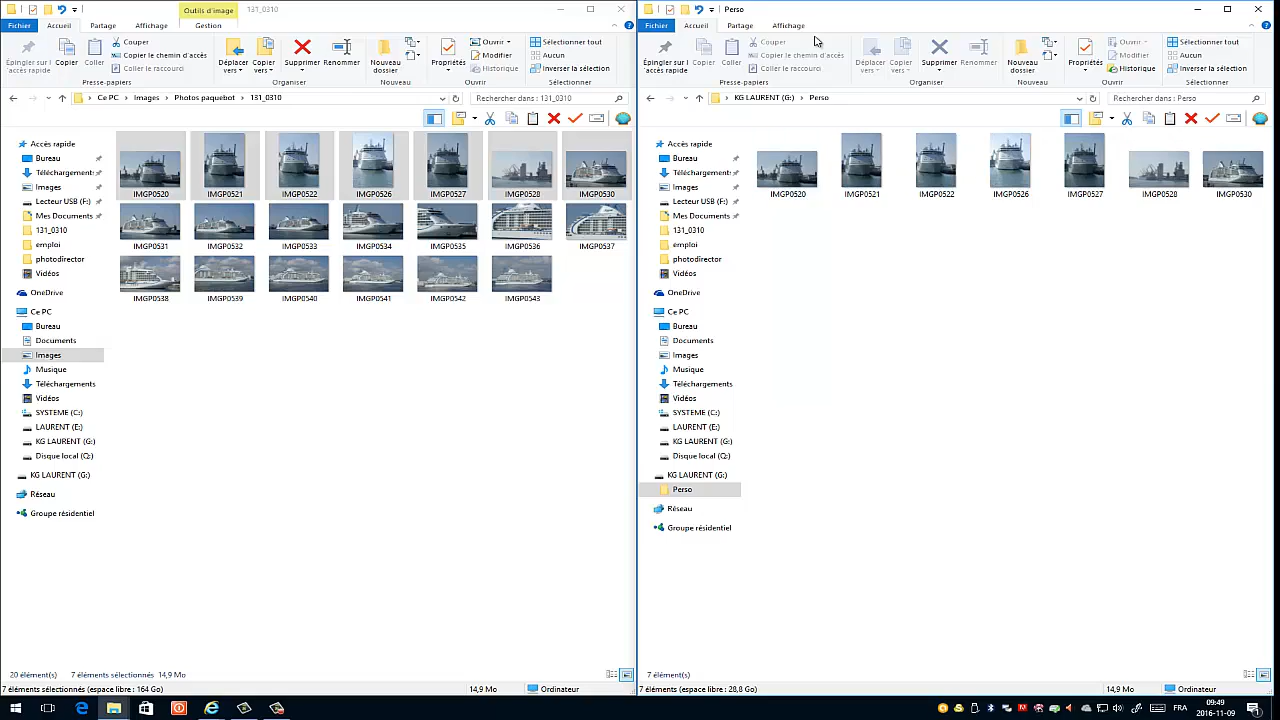 Outils d'image 131_0310
Fichier Accueil Partage Affichage Gestion
Épingler sur l'accès rapide Copier Coller
Couper
Copier le chemin d'accès
Coller le raccourci
Presse-papiers
Déplacer vers Copier vers Supprimer Renommer
Organiser
Nouveau dossier
Nouveau
Propriétés
Ouvrir
Modifier
Historique
Ouvrir
Sélectionner tout
Aucun
Inverser la sélection
Sélectionner
Ce PC Images Photos paquebot 131_0310
Rechercher dans : 131_0310
Accès rapide
Bureau
Téléchargements
Images
Lecteur USB (F:)
Mes Documents
131_0310
emploi
photodirector
Vidéos
OneDrive
Ce PC
Bureau
Documents
Images
Musique
Téléchargements
Vidéos
SYSTEME (C:)
LAURENT (E:)
KG LAURENT (G:)
Disque local (Q:)
KG LAURENT (G:)
Réseau
Groupe résidentiel
IMGP0520 IMGP0521 IMGP0522 IMGP0526 IMGP0527 IMGP0528 IMGP0530
IMGP0531 IMGP0532 IMGP0533 IMGP0534 IMGP0535 IMGP0536 IMGP0537
IMGP0538 IMGP0539 IMGP0540 IMGP0541 IMGP0542 IMGP0543
20 élément(s) 7 éléments sélectionnés 14,9 Mo
7 éléments sélectionnés (espace libre : 164 Go) 14,9 Mo Ordinateur
Perso
Fichier Accueil Partage Affichage
Épingler sur l'accès rapide Copier Coller
Couper
Copier le chemin d'accès
Coller le raccourci
Presse-papiers
Déplacer vers Copier vers Supprimer Renommer
Organiser
Nouveau dossier
Nouveau
Propriétés
Ouvrir
Modifier
Historique
Ouvrir
Sélectionner tout
Aucun
Inverser la sélection
Sélectionner
KG LAURENT (G:) Perso
Rechercher dans : Perso
Accès rapide
Bureau
Téléchargements
Images
Lecteur USB (F:)
Mes Documents
131_0310
emploi
photodirector
Vidéos
OneDrive
Ce PC
Bureau
Documents
Images
Musique
Téléchargements
Vidéos
SYSTEME (C:)
LAURENT (E:)
KG LAURENT (G:)
Disque local (Q:)
KG LAURENT (G:)
Perso
Réseau
Groupe résidentiel
IMGP0520 IMGP0521 IMGP0522 IMGP0526 IMGP0527 IMGP0528 IMGP0530
7 élément(s)
7 éléments (espace libre : 28,8 Go) 14,9 Mo Ordinateur
FRA 09:49
2016-11-09